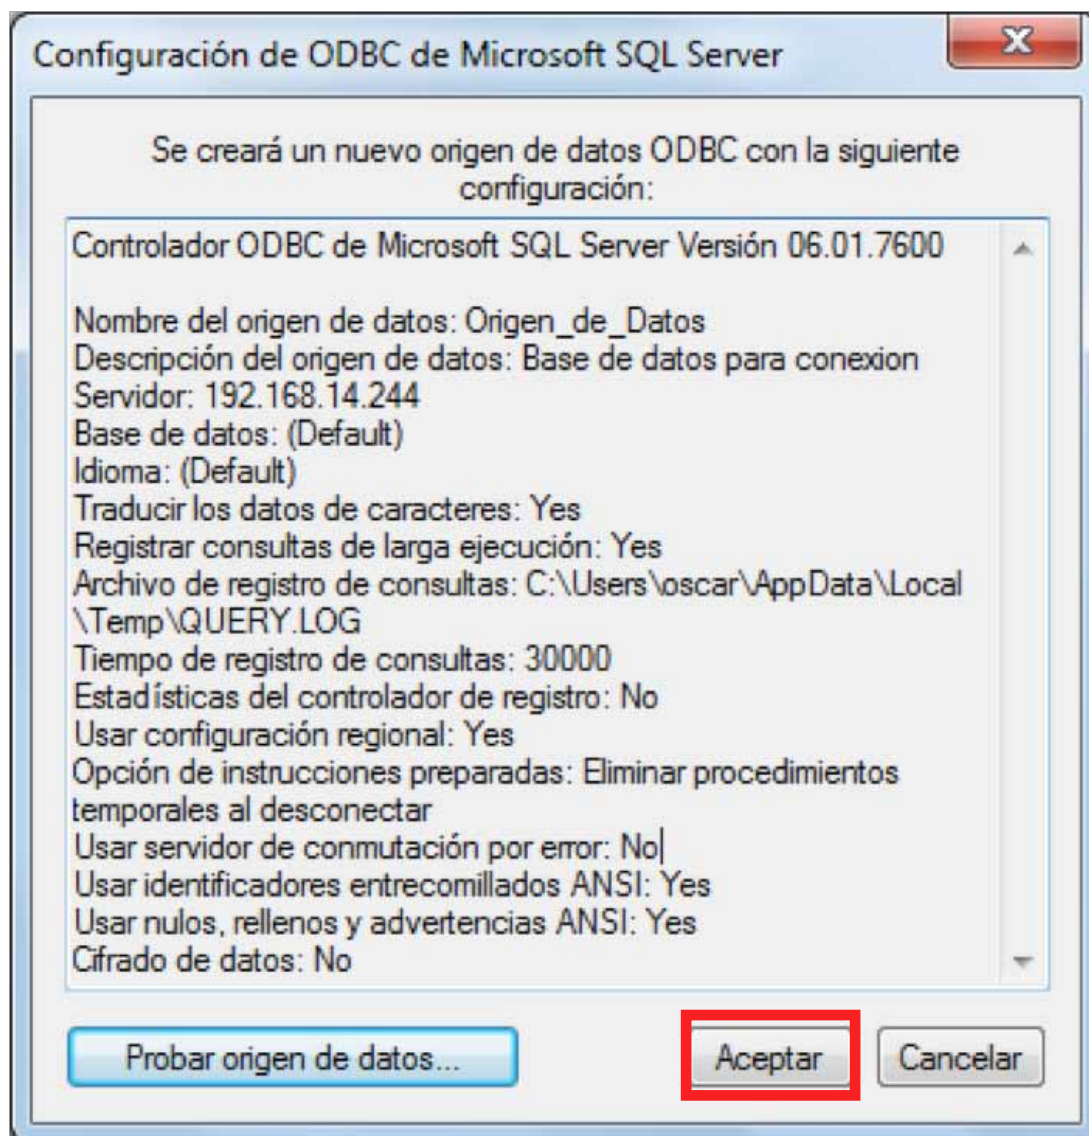 Configuración de ODBC de Microsoft SQL Server
Se creará un nuevo origen de datos ODBC con la siguiente
configuración:
Controlador ODBC de Microsoft SQL Server Versión 06.01.7600
Nombre del origen de datos: Origen_de_Datos
Descripción del origen de datos: Base de datos para conexion
Servidor: 192.168.14.244
Base de datos: (Default)
Idioma: (Default)
Traducir los datos de caracteres: Yes
Registrar consultas de larga ejecución: Yes
Archivo de registro de consultas: C:\Users\oscar\AppData\Local
\Temp\QUERY.LOG
Tiempo de registro de consultas: 30000
Estadísticas del controlador de registro: No
Usar configuración regional: Yes
Opción de instrucciones preparadas: Eliminar procedimientos
temporales al desconectar
Usar servidor de conmutación por error: No
Usar identificadores entrecomillados ANSI: Yes
Usar nulos, rellenos y advertencias ANSI: Yes
Cifrado de datos: No
Probar origen de datos... Aceptar Cancelar